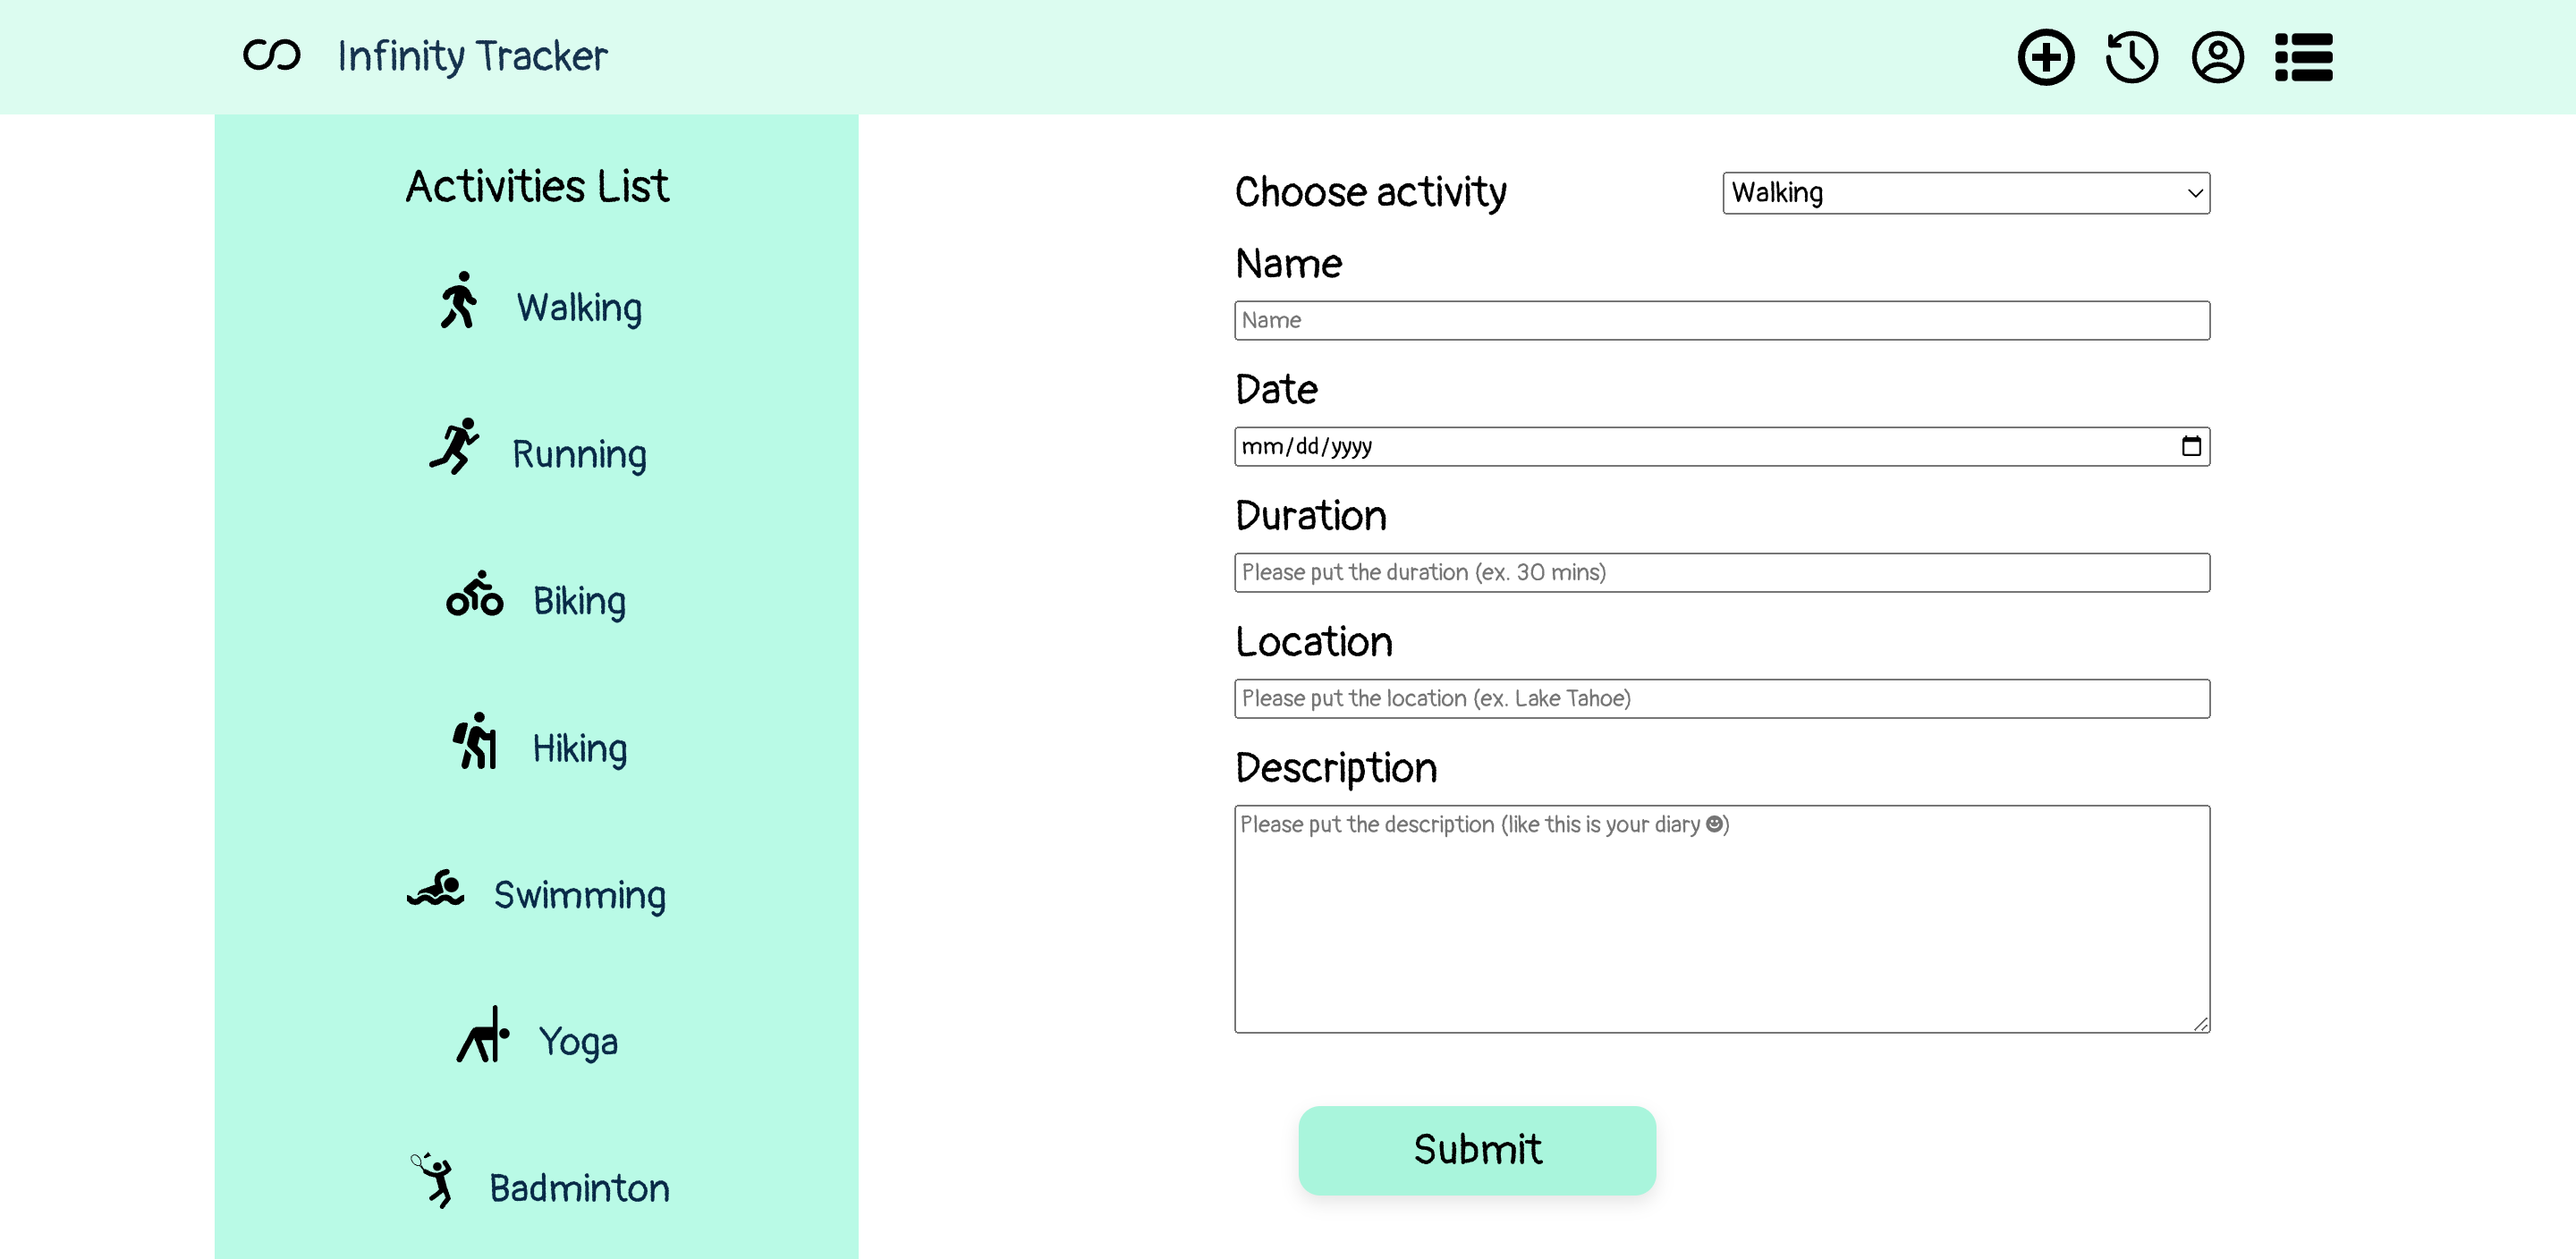 Infinity Tracker
Activities List
Walking
Running
Biking
Hiking
Swimming
Yoga
Badminton
Choose activity
Walking
Name
Name
Date
mm/dd/yyyy
Duration
Please put the duration (ex. 30 mins)
Location
Please put the location (ex. Lake Tahoe)
Description
Please put the description (like this is your diary ☻)
Submit